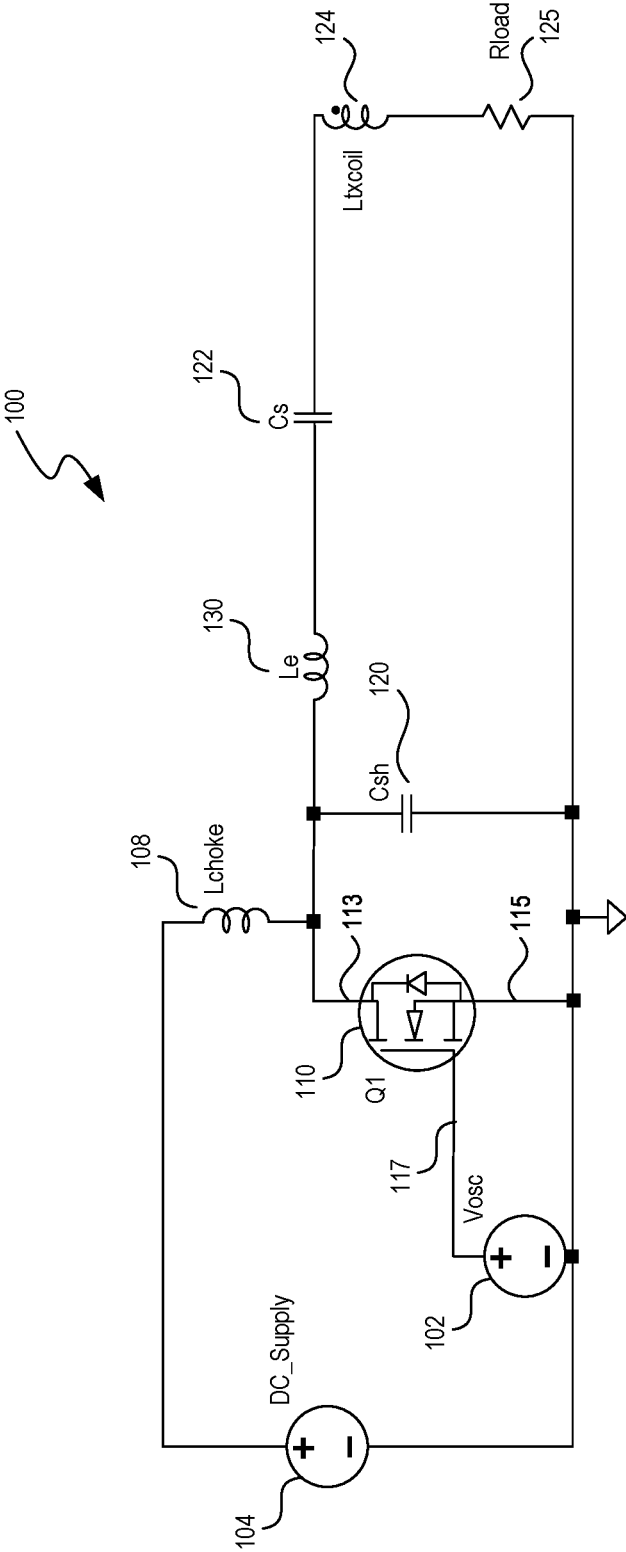 100
124
Rload
125
Ltxcoil
122
Cs
130
Le
120
Csh
108
Lchoke
113
115
110
Q1
117
Vosc
+
−
102
DC_Supply
+
−
104